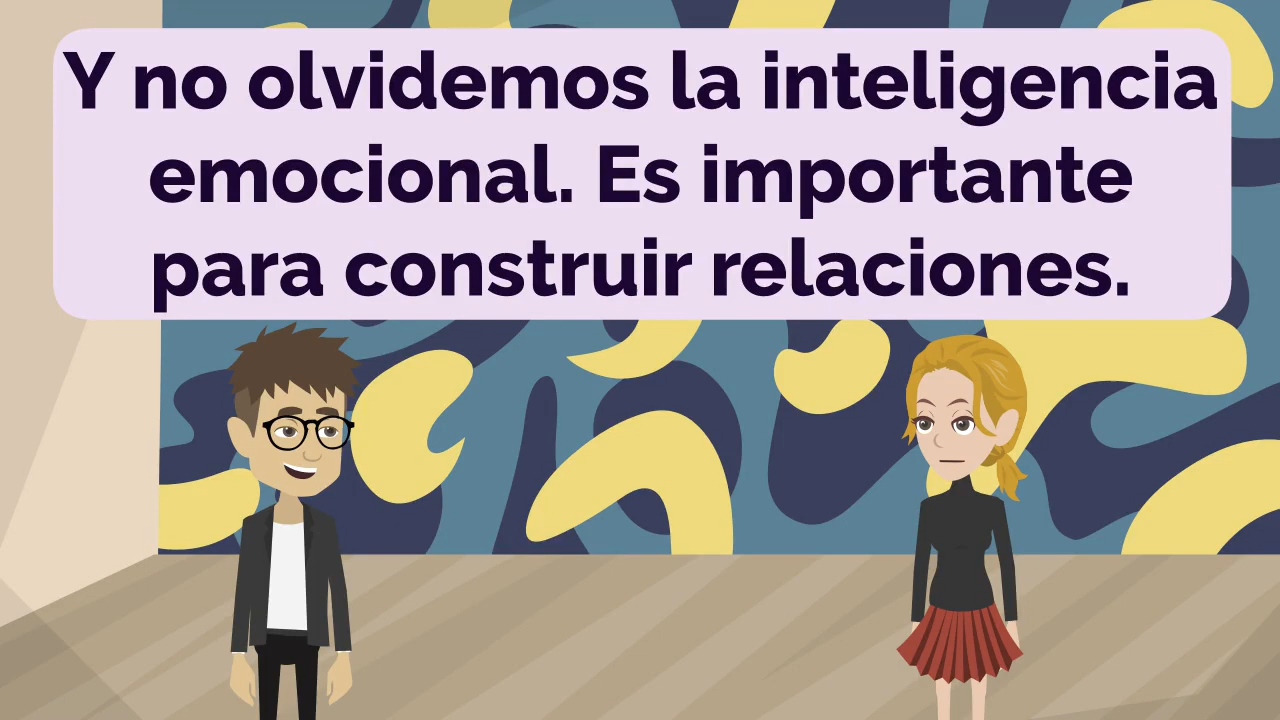 Y no olvidemos la inteligencia
emocional. Es importante
para construir relaciones.